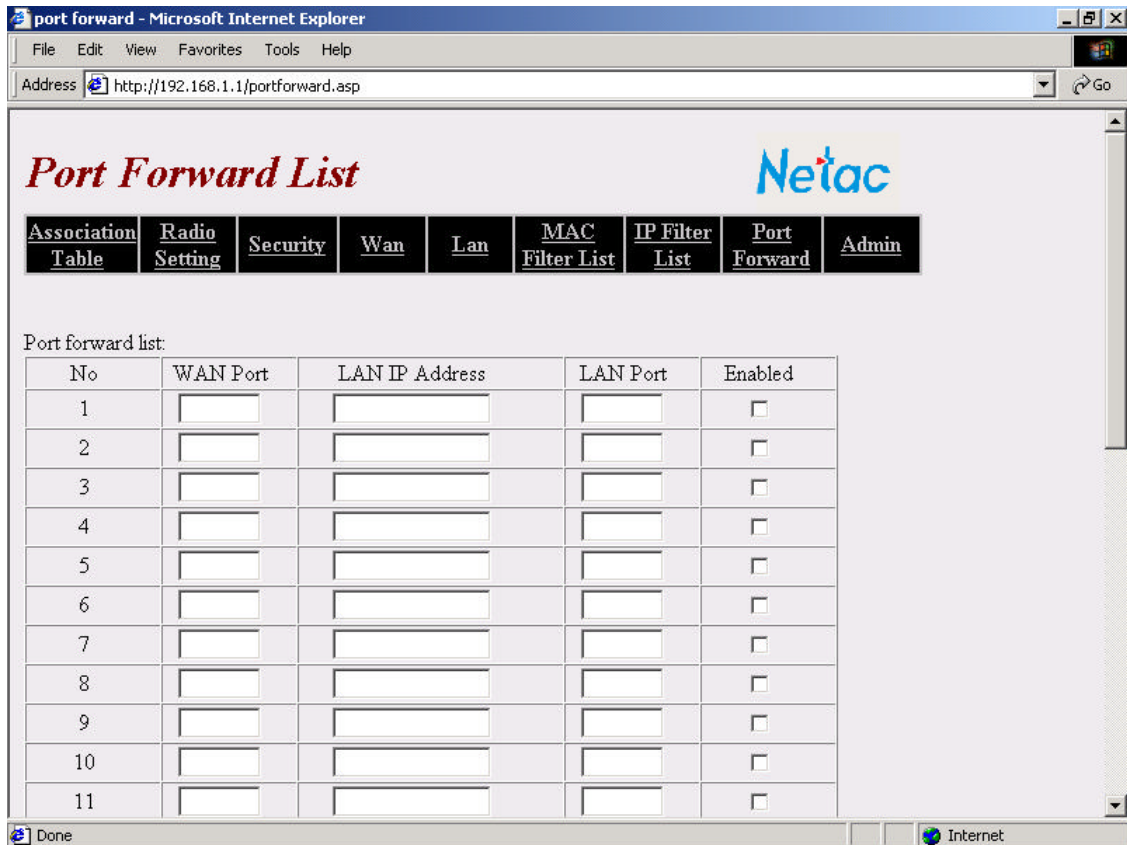 port forward - Microsoft Internet Explorer
File Edit View Favorites Tools Help
Address http://192.168.1.1/portforward.asp Go
Port Forward List
Netac
Association Table Radio Setting Security Wan Lan MAC Filter List IP Filter List Port Forward Admin
Port forward list:
No WAN Port LAN IP Address LAN Port Enabled
1
2
3
4
5
6
7
8
9
10
11
Done Internet